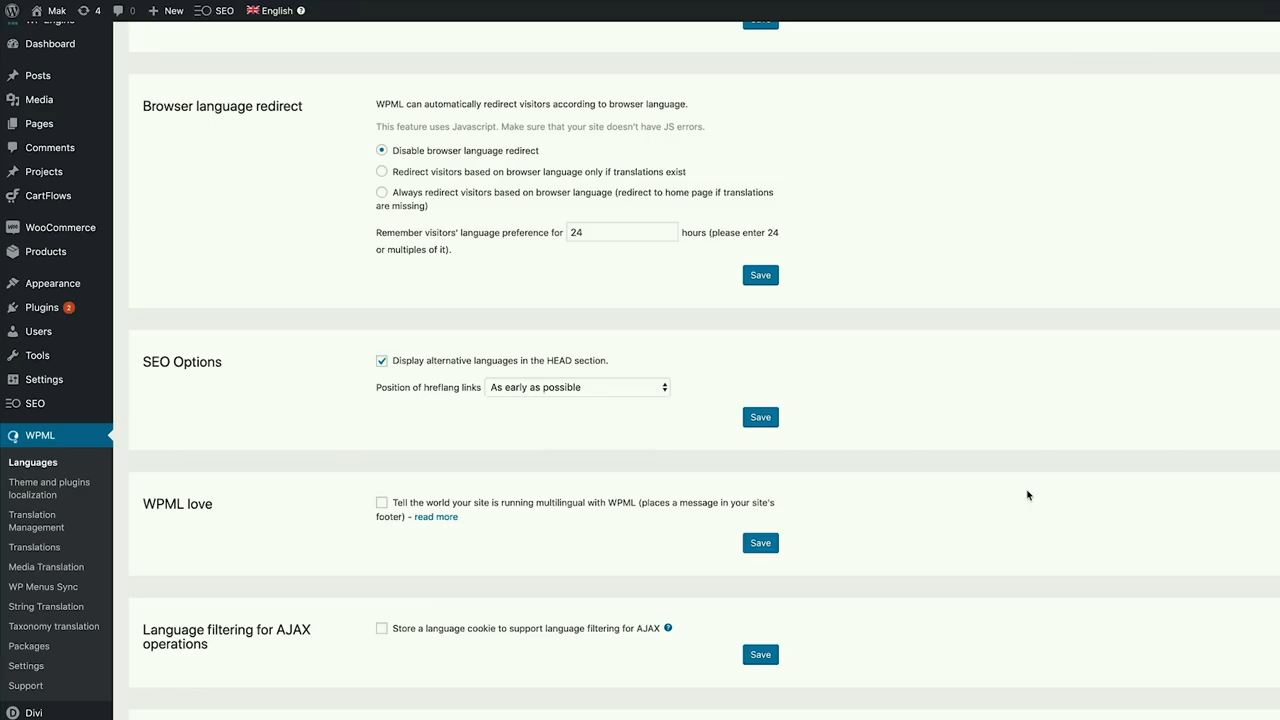 Mak
4
0
New
SEO
English
WP Engine
Dashboard
Posts
Media
Pages
Comments
Projects
CartFlows
WooCommerce
Products
Appearance
Plugins 2
Users
Tools
Settings
SEO
WPML
Languages
Theme and plugins
localization
Translation
Management
Translations
Media Translation
WP Menus Sync
String Translation
Taxonomy translation
Packages
Settings
Support
Divi
Save
Browser language redirect
WPML can automatically redirect visitors according to browser language.
This feature uses Javascript. Make sure that your site doesn't have JS errors.
Disable browser language redirect
Redirect visitors based on browser language only if translations exist
Always redirect visitors based on browser language (redirect to home page if translations
are missing)
Remember visitors' language preference for 24 hours (please enter 24
or multiples of it).
Save
SEO Options
Display alternative languages in the HEAD section.
Position of hreflang links As early as possible
Save
WPML love
Tell the world your site is running multilingual with WPML (places a message in your site's
footer) - read more
Save
Language filtering for AJAX
operations
Store a language cookie to support language filtering for AJAX
Save